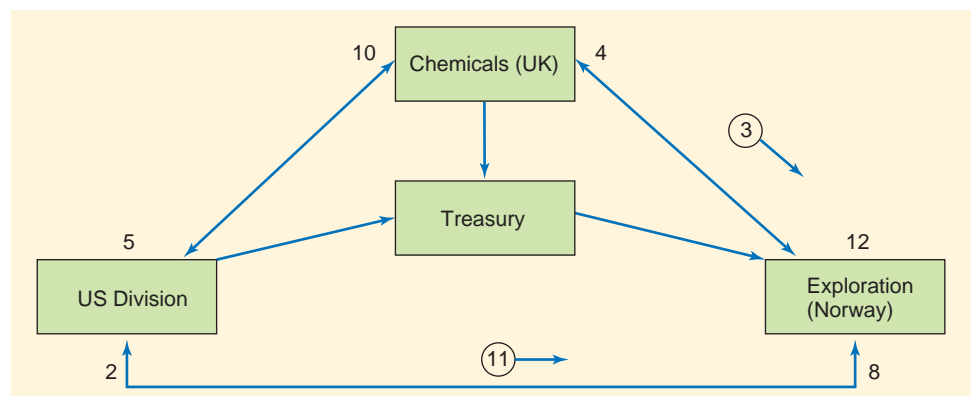 10
Chemicals (UK)
4
3
Treasury
5
12
US Division
Exploration
(Norway)
2
11
8